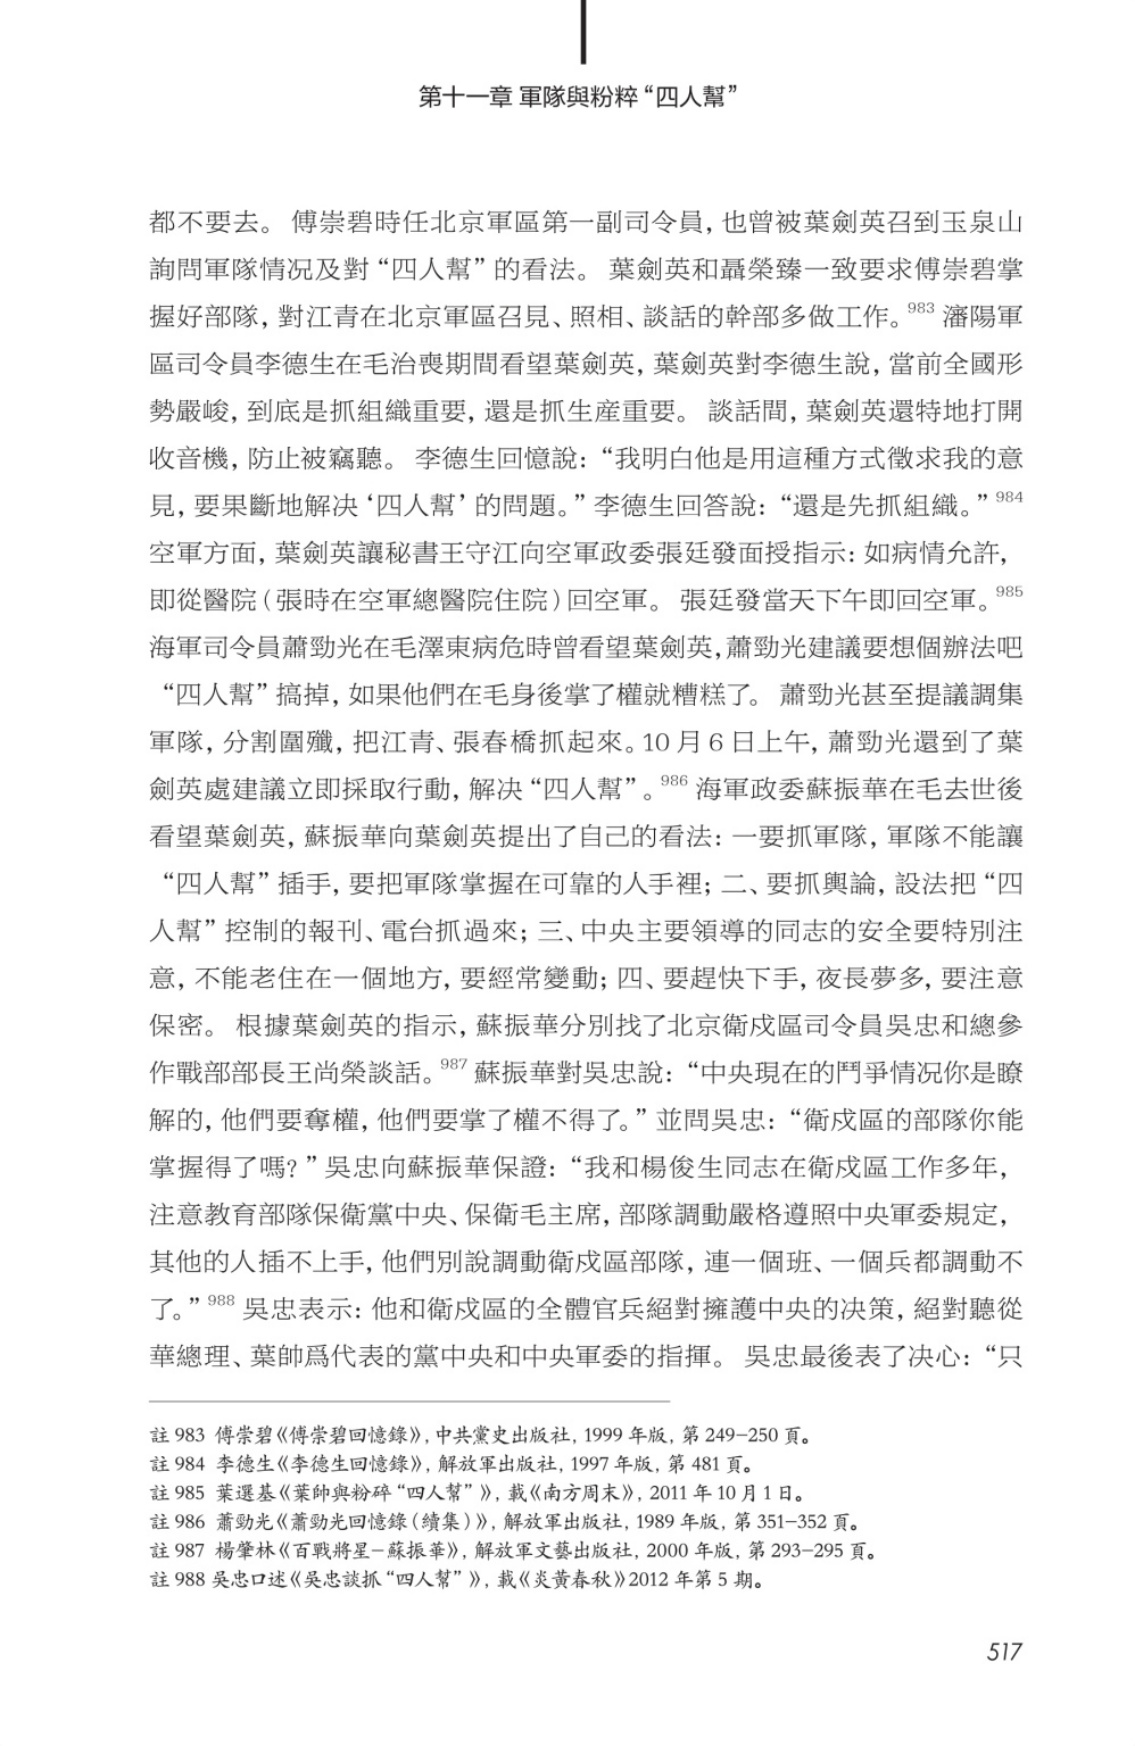 第十一章 軍隊與粉粹“四人幫”
都不要去。 傅崇碧時任北京軍區第一副司令員, 也曾被葉劍英召到玉泉山
詢問軍隊情況及對“四人幫”的看法。 葉劍英和聶榮臻一致要求傅崇碧掌
握好部隊, 對江青在北京軍區召見、照相、談話的幹部多做工作。983 瀋陽軍
區司令員李德生在毛治喪期間看望葉劍英, 葉劍英對李德生說, 當前全國形
勢嚴峻, 到底是抓組織重要, 還是抓生産重要。 談話間, 葉劍英還特地打開
收音機, 防止被竊聽。 李德生回憶說: “我明白他是用這種方式徵求我的意
見, 要果斷地解決‘四人幫’的問題。”李德生回答說: “還是先抓組織。”984
空軍方面, 葉劍英讓秘書王守江向空軍政委張廷發面授指示: 如病情允許,
即從醫院(張時在空軍總醫院住院)回空軍。 張廷發當天下午即回空軍。985
海軍司令員蕭勁光在毛澤東病危時曾看望葉劍英,蕭勁光建議要想個辦法吧
“四人幫”搞掉, 如果他們在毛身後掌了權就糟糕了。 蕭勁光甚至提議調集
軍隊, 分割圍殲, 把江青、張春橋抓起來。10 月 6 日上午, 蕭勁光還到了葉
劍英處建議立即採取行動, 解决“四人幫”。986 海軍政委蘇振華在毛去世後
看望葉劍英, 蘇振華向葉劍英提出了自己的看法: 一要抓軍隊, 軍隊不能讓
“四人幫”插手, 要把軍隊掌握在可靠的人手裡; 二、要抓輿論, 設法把“四
人幫”控制的報刊、電台抓過來; 三、中央主要領導的同志的安全要特別注
意, 不能老住在一個地方, 要經常變動; 四、要趕快下手, 夜長夢多, 要注意
保密。 根據葉劍英的指示, 蘇振華分別找了北京衛戍區司令員吳忠和總參
作戰部部長王尚榮談話。987 蘇振華對吳忠說: “中央現在的鬥爭情況你是瞭
解的, 他們要奪權, 他們要掌了權不得了。”並問吳忠: “衛戍區的部隊你能
掌握得了嗎? ”吳忠向蘇振華保證: “我和楊俊生同志在衛戍區工作多年,
注意教育部隊保衛黨中央、保衛毛主席, 部隊調動嚴格遵照中央軍委規定,
其他的人插不上手, 他們別說調動衛戍區部隊, 連一個班、一個兵都調動不
了。”988 吳忠表示: 他和衛戍區的全體官兵絕對擁護中央的决策, 絕對聽從
華總理、葉帥爲代表的黨中央和中央軍委的指揮。 吳忠最後表了决心: “只
註 983 傅崇碧《傅崇碧回憶錄》, 中共黨史出版社, 1999 年版, 第 249–250 頁。
註 984 李德生《李德生回憶錄》, 解放軍出版社, 1997 年版, 第 481 頁。
註 985 葉選基《葉帥與粉碎“四人幫”》, 載《南方周末》, 2011 年 10 月 1 日。
註 986 蕭勁光《蕭勁光回憶錄(續集)》, 解放軍出版社, 1989 年版, 第 351–352 頁。
註 987 楊肇林《百戰將星–蘇振華》, 解放軍文藝出版社, 2000 年版, 第 293–295 頁。
註 988 吳忠口述《吳忠談抓“四人幫”》, 載《炎黃春秋》2012 年第 5 期。
517